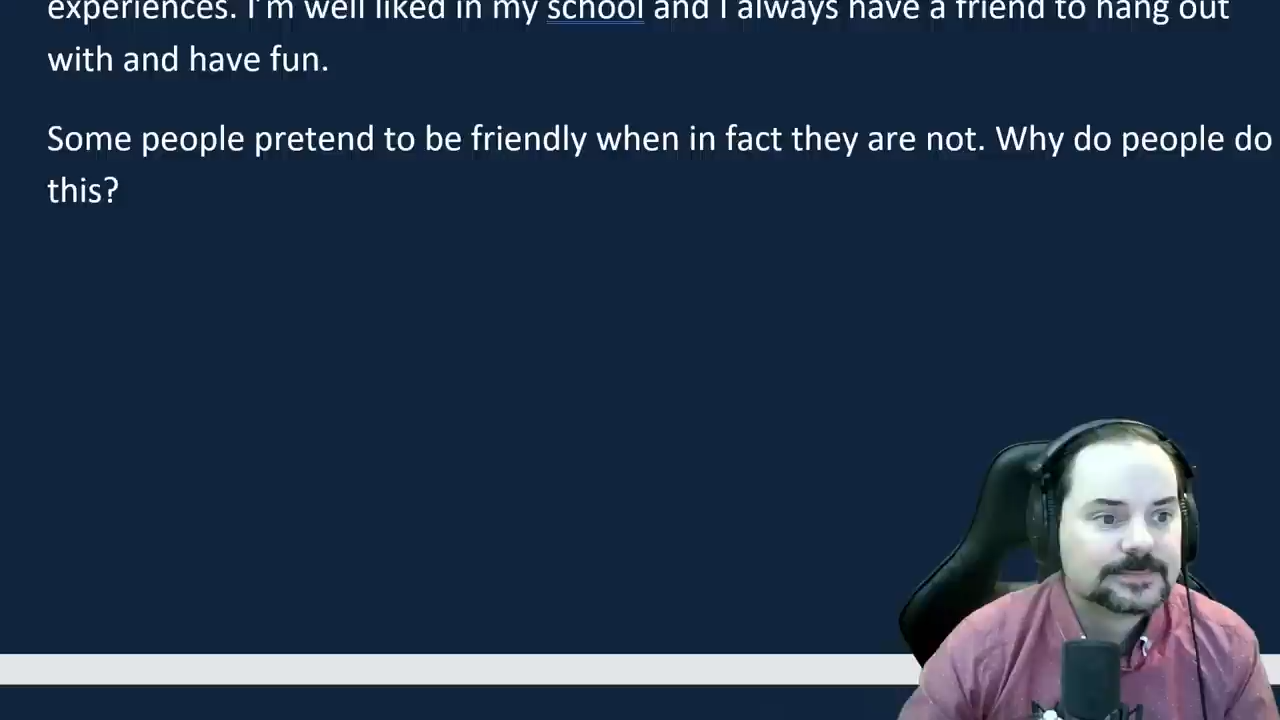 experiences. I'm well liked in my school and I always have a friend to hang out
with and have fun.
Some people pretend to be friendly when in fact they are not. Why do people do
this?